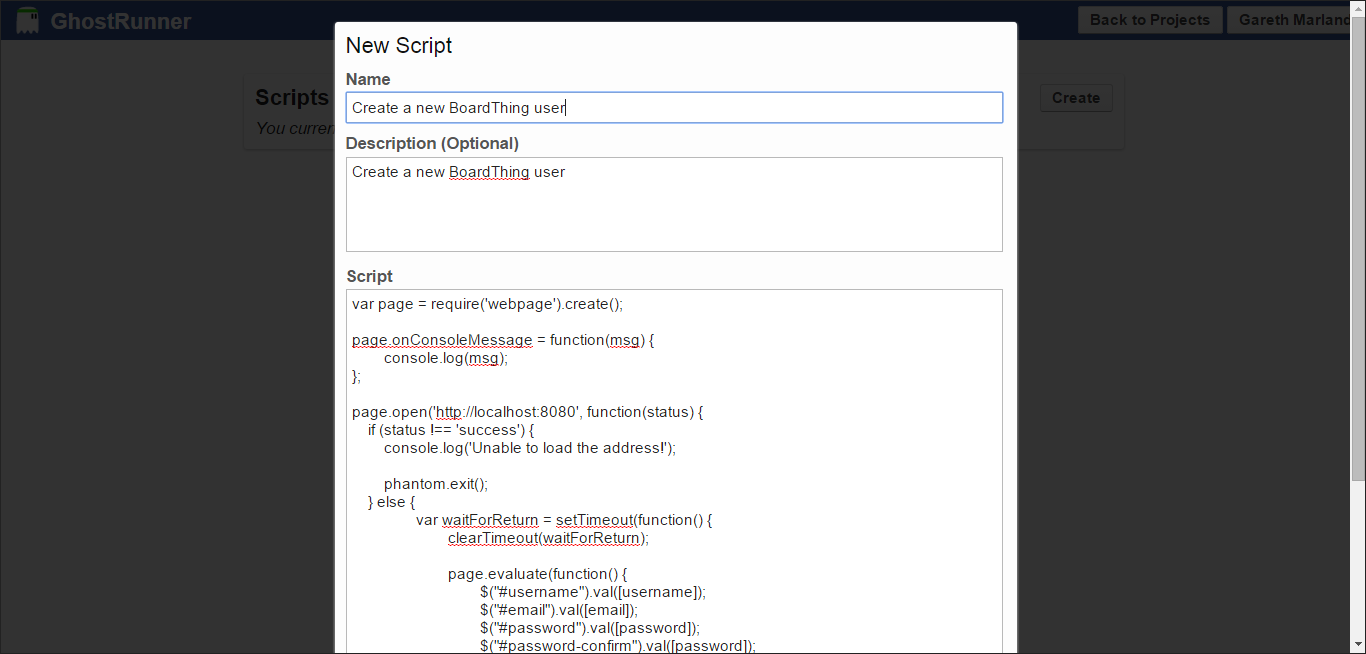 GhostRunner
Back to Projects
Gareth Marland
New Script
Scripts
Create
You curren
Name
Create a new BoardThing user
Description (Optional)
Create a new BoardThing user
Script
var page = require('webpage').create();
page.onConsoleMessage = function(msg) {
console.log(msg);
};
page.open('http://localhost:8080', function(status) {
if (status !== 'success') {
console.log('Unable to load the address!');
phantom.exit();
} else {
var waitForReturn = setTimeout(function() {
clearTimeout(waitForReturn);
page.evaluate(function() {
$("#username").val([username]);
$("#email").val([email]);
$("#password").val([password]);
$("#password-confirm").val([password]);